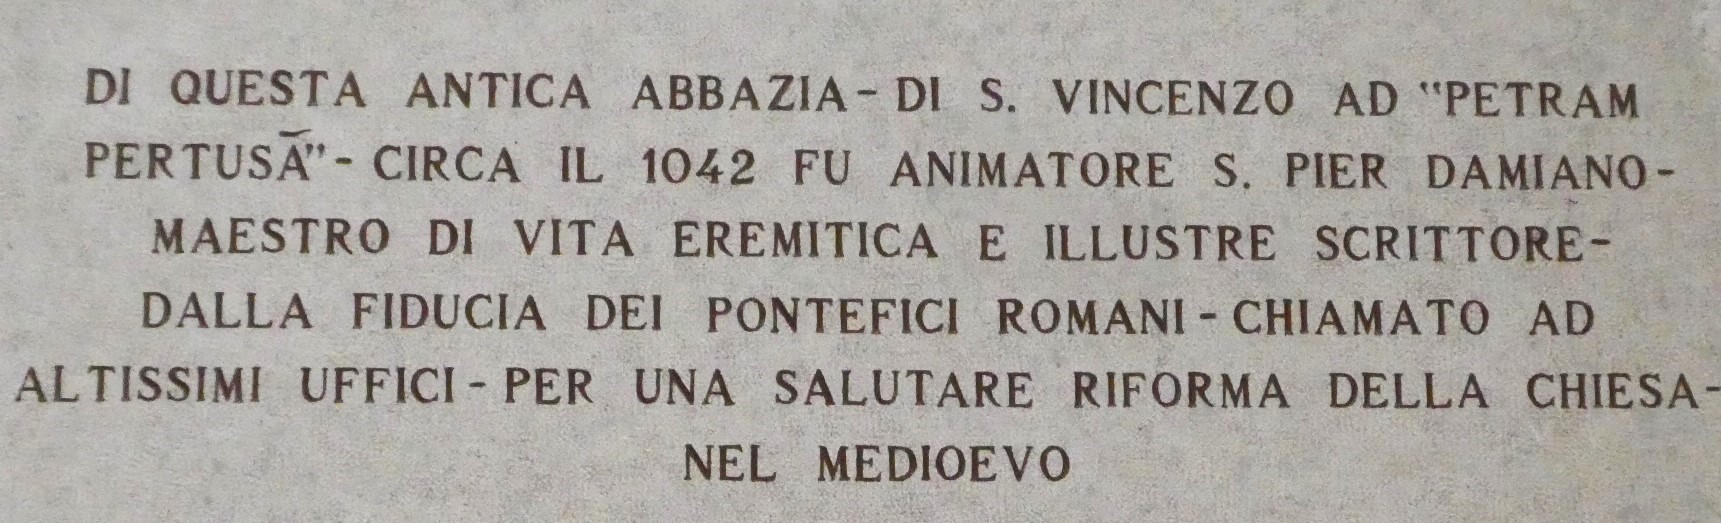 DI QUESTA ANTICA ABBAZIA - DI S. VINCENZO AD "PETRAM
PERTUSÃ" - CIRCA IL 1042 FU ANIMATORE S. PIER DAMIANO -
MAESTRO DI VITA EREMITICA E ILLUSTRE SCRITTORE -
DALLA FIDUCIA DEI PONTEFICI ROMANI - CHIAMATO AD
ALTISSIMI UFFICI - PER UNA SALUTARE RIFORMA DELLA CHIESA -
NEL MEDIOEVO